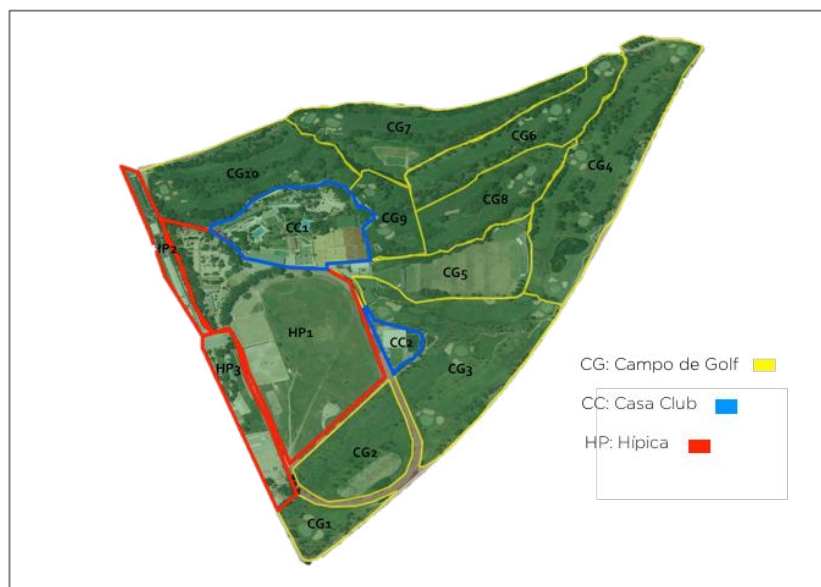 CG7
CG6
CG4
CG10
CG8
CG9
CC1
HP2
CG5
HP1
CC2
HP3
CG3
CG2
CG1
CG: Campo de Golf
CC: Casa Club
HP: Hípica